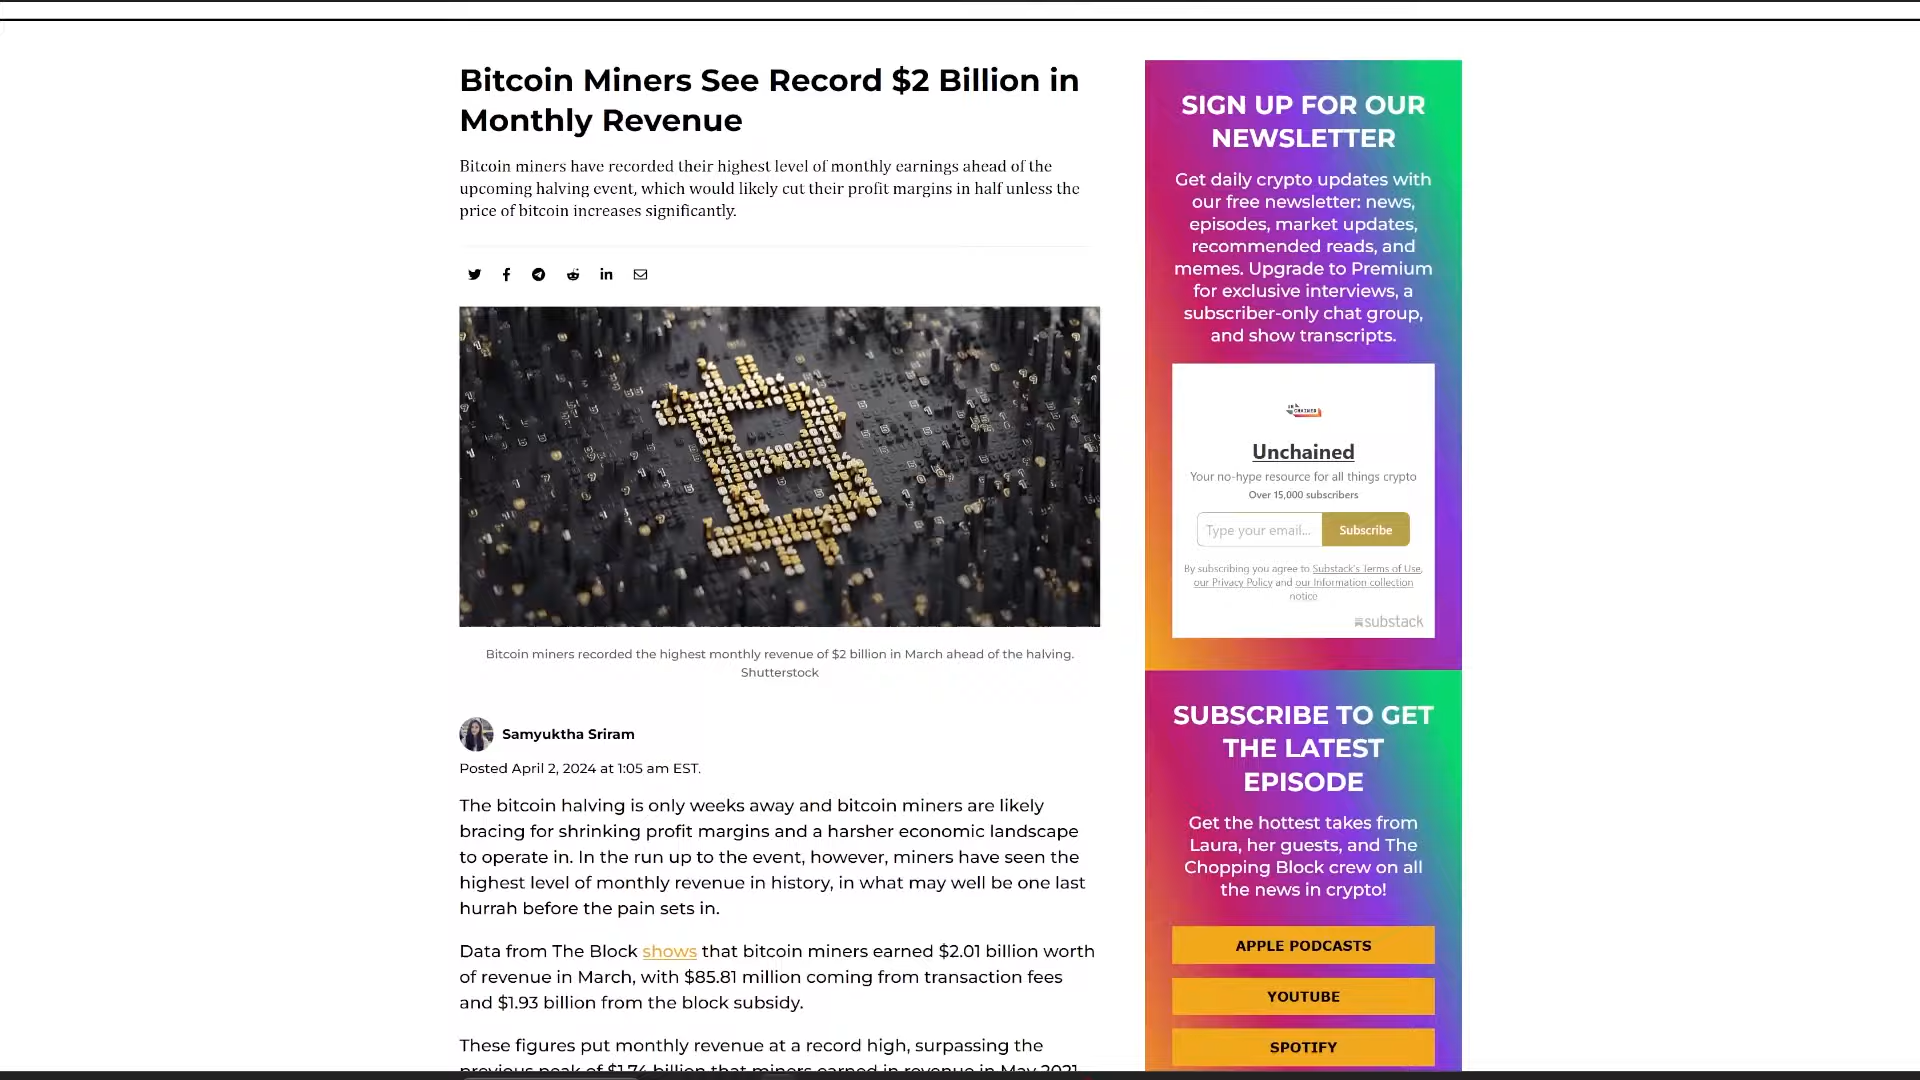 Bitcoin Miners See Record $2 Billion in
Monthly Revenue
Bitcoin miners have recorded their highest level of monthly earnings ahead of the
upcoming halving event, which would likely cut their profit margins in half unless the
price of bitcoin increases significantly.
Bitcoin miners recorded the highest monthly revenue of $2 billion in March ahead of the halving.
Shutterstock
Samyuktha Sriram
Posted April 2, 2024 at 1:05 am EST.
The bitcoin halving is only weeks away and bitcoin miners are likely
bracing for shrinking profit margins and a harsher economic landscape
to operate in. In the run up to the event, however, miners have seen the
highest level of monthly revenue in history, in what may well be one last
hurrah before the pain sets in.
Data from The Block shows that bitcoin miners earned $2.01 billion worth
of revenue in March, with $85.81 million coming from transaction fees
and $1.93 billion from the block subsidy.
These figures put monthly revenue at a record high, surpassing the
previous peak of $1.74 billion that miners earned in revenue in May 2021
SIGN UP FOR OUR
NEWSLETTER
Get daily crypto updates with
our free newsletter: news,
episodes, market updates,
recommended reads, and
memes. Upgrade to Premium
for exclusive interviews, a
subscriber-only chat group,
and show transcripts.
Unchained
Your no-hype resource for all things crypto
Over 15,000 subscribers
Type your email...
Subscribe
By subscribing you agree to Substack's Terms of Use,
our Privacy Policy and our Information collection
notice
substack
SUBSCRIBE TO GET
THE LATEST
EPISODE
Get the hottest takes from
Laura, her guests, and The
Chopping Block crew on all
the news in crypto!
APPLE PODCASTS
YOUTUBE
SPOTIFY